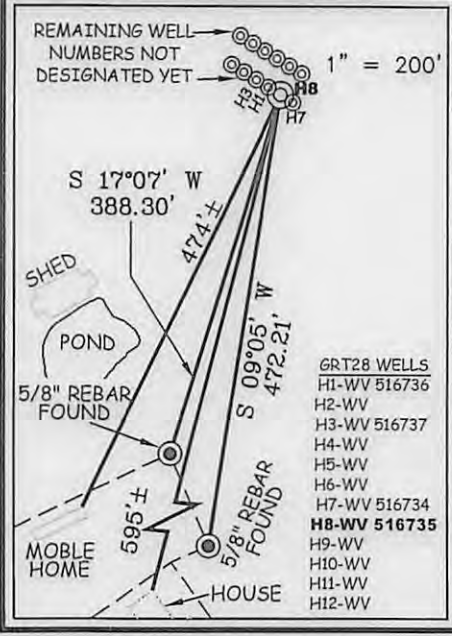 REMAINING WELL
NUMBERS NOT
DESIGNATED YET
1" = 200'
H8
H3
H1
H7
S 17°07' W
388.30'
474'±
SHED
POND
S 09°05' W
472.21'
5/8" REBAR
FOUND
GRT28 WELLS
H1-WV 516736
H2-WV
H3-WV 516737
H4-WV
H5-WV
H6-WV
H7-WV 516734
H8-WV 516735
H9-WV
H10-WV
H11-WV
H12-WV
595'±
5/8" REBAR
FOUND
MOBLE
HOME
HOUSE